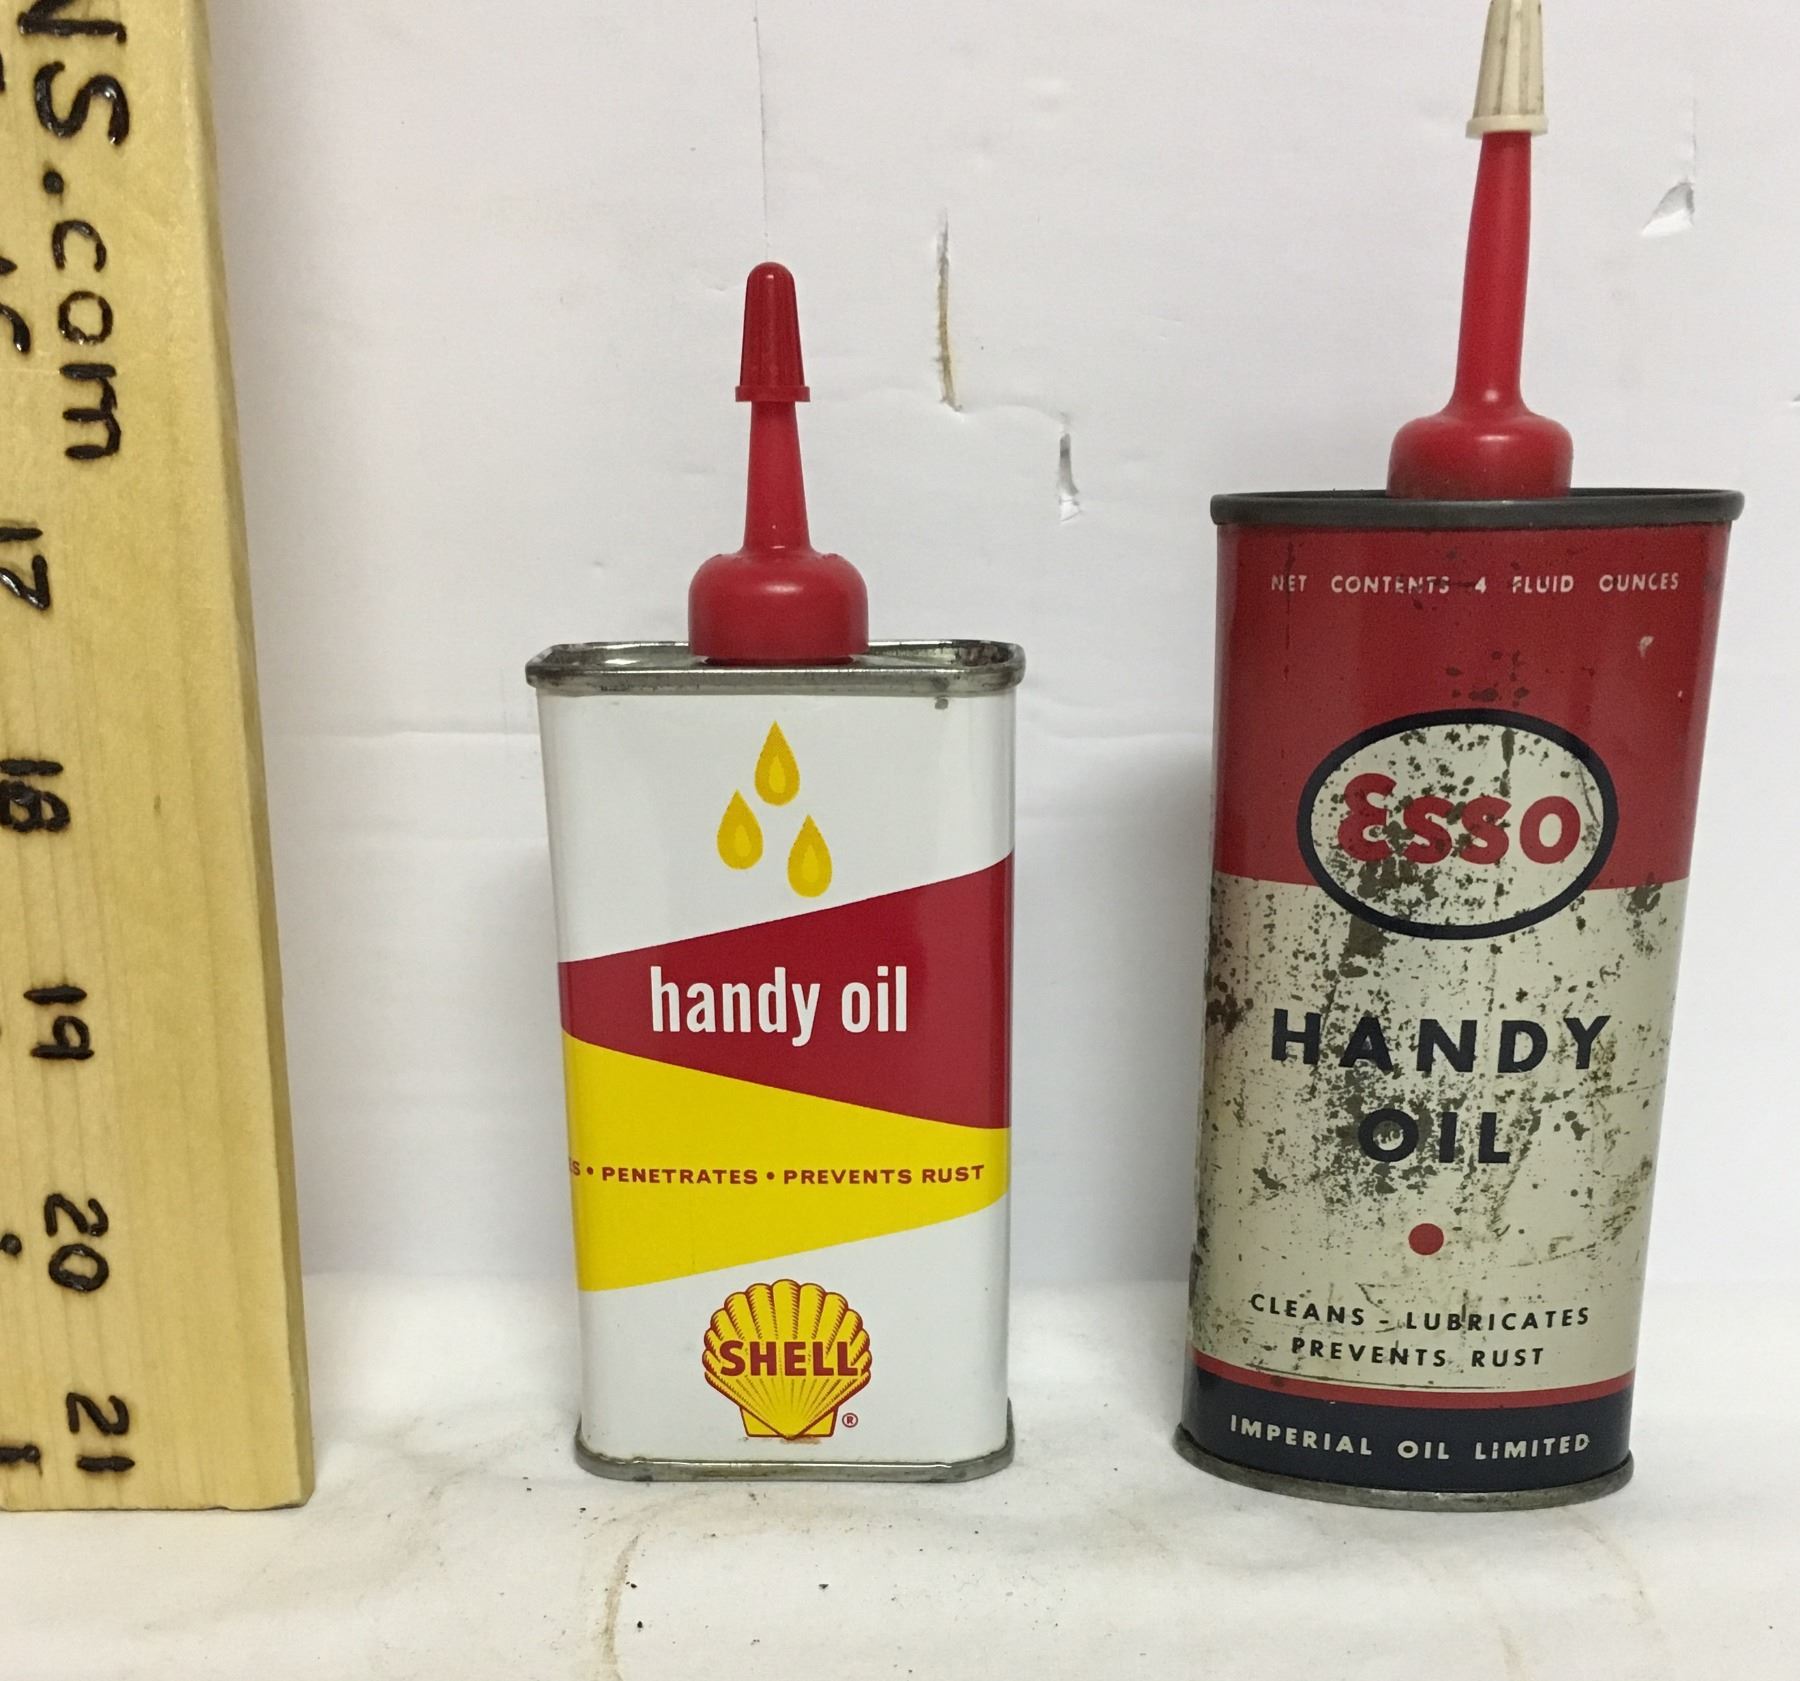 NS.com
17
18
19
20
21
handy oil
• PENETRATES • PREVENTS RUST
SHELL
®
NET CONTENTS 4 FLUID OUNCES
Esso
HANDY
OIL
CLEANS - LUBRICATES
PREVENTS RUST
IMPERIAL OIL LIMITED